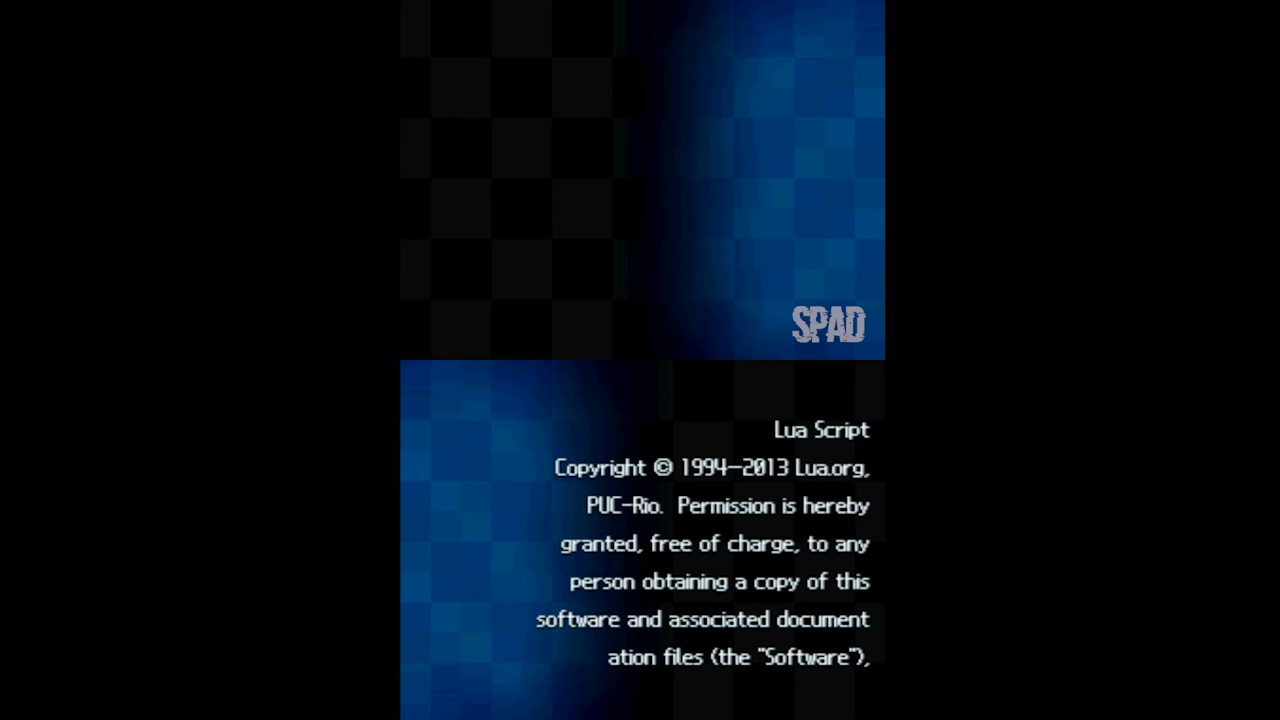 SPAD
Lua Script
Copyright © 1994–2013 Lua.org,
PUC-Rio.  Permission is hereby
granted, free of charge, to any
person obtaining a copy of this
software and associated document
ation files (the "Software"),